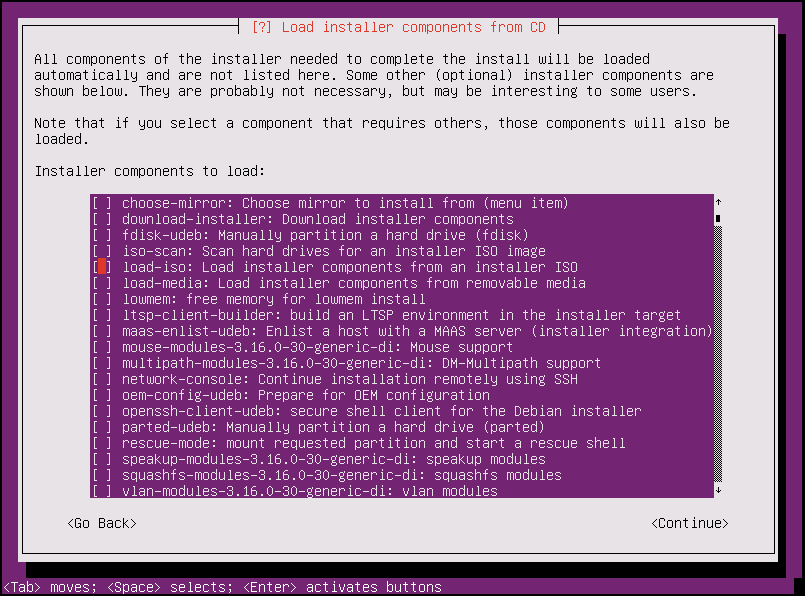 [?] Load installer components from CD
All components of the installer needed to complete the install will be loaded
automatically and are not listed here. Some other (optional) installer components are
shown below. They are probably not necessary, but may be interesting to some users.
Note that if you select a component that requires others, those components will also be
loaded.
Installer components to load:
[ ] choose-mirror: Choose mirror to install from (menu item)
[ ] download-installer: Download installer components
[ ] fdisk-udeb: Manually partition a hard drive (fdisk)
[ ] iso-scan: Scan hard drives for an installer ISO image
[ ] load-iso: Load installer components from an installer ISO
[ ] load-media: Load installer components from removable media
[ ] lowmem: free memory for lowmem install
[ ] ltsp-client-builder: build an LTSP environment in the installer target
[ ] maas-enlist-udeb: Enlist a host with a MAAS server (installer integration)
[ ] mouse-modules-3.16.0-30-generic-di: Mouse support
[ ] multipath-modules-3.16.0-30-generic-di: DM-Multipath support
[ ] network-console: Continue installation remotely using SSH
[ ] oem-config-udeb: Prepare for OEM configuration
[ ] openssh-client-udeb: secure shell client for the Debian installer
[ ] parted-udeb: Manually partition a hard drive (parted)
[ ] rescue-mode: mount requested partition and start a rescue shell
[ ] speakup-modules-3.16.0-30-generic-di: speakup modules
[ ] squashfs-modules-3.16.0-30-generic-di: squashfs modules
[ ] vlan-modules-3.16.0-30-generic-di: vlan modules
<Go Back> <Continue>
<Tab> moves; <Space> selects; <Enter> activates buttons